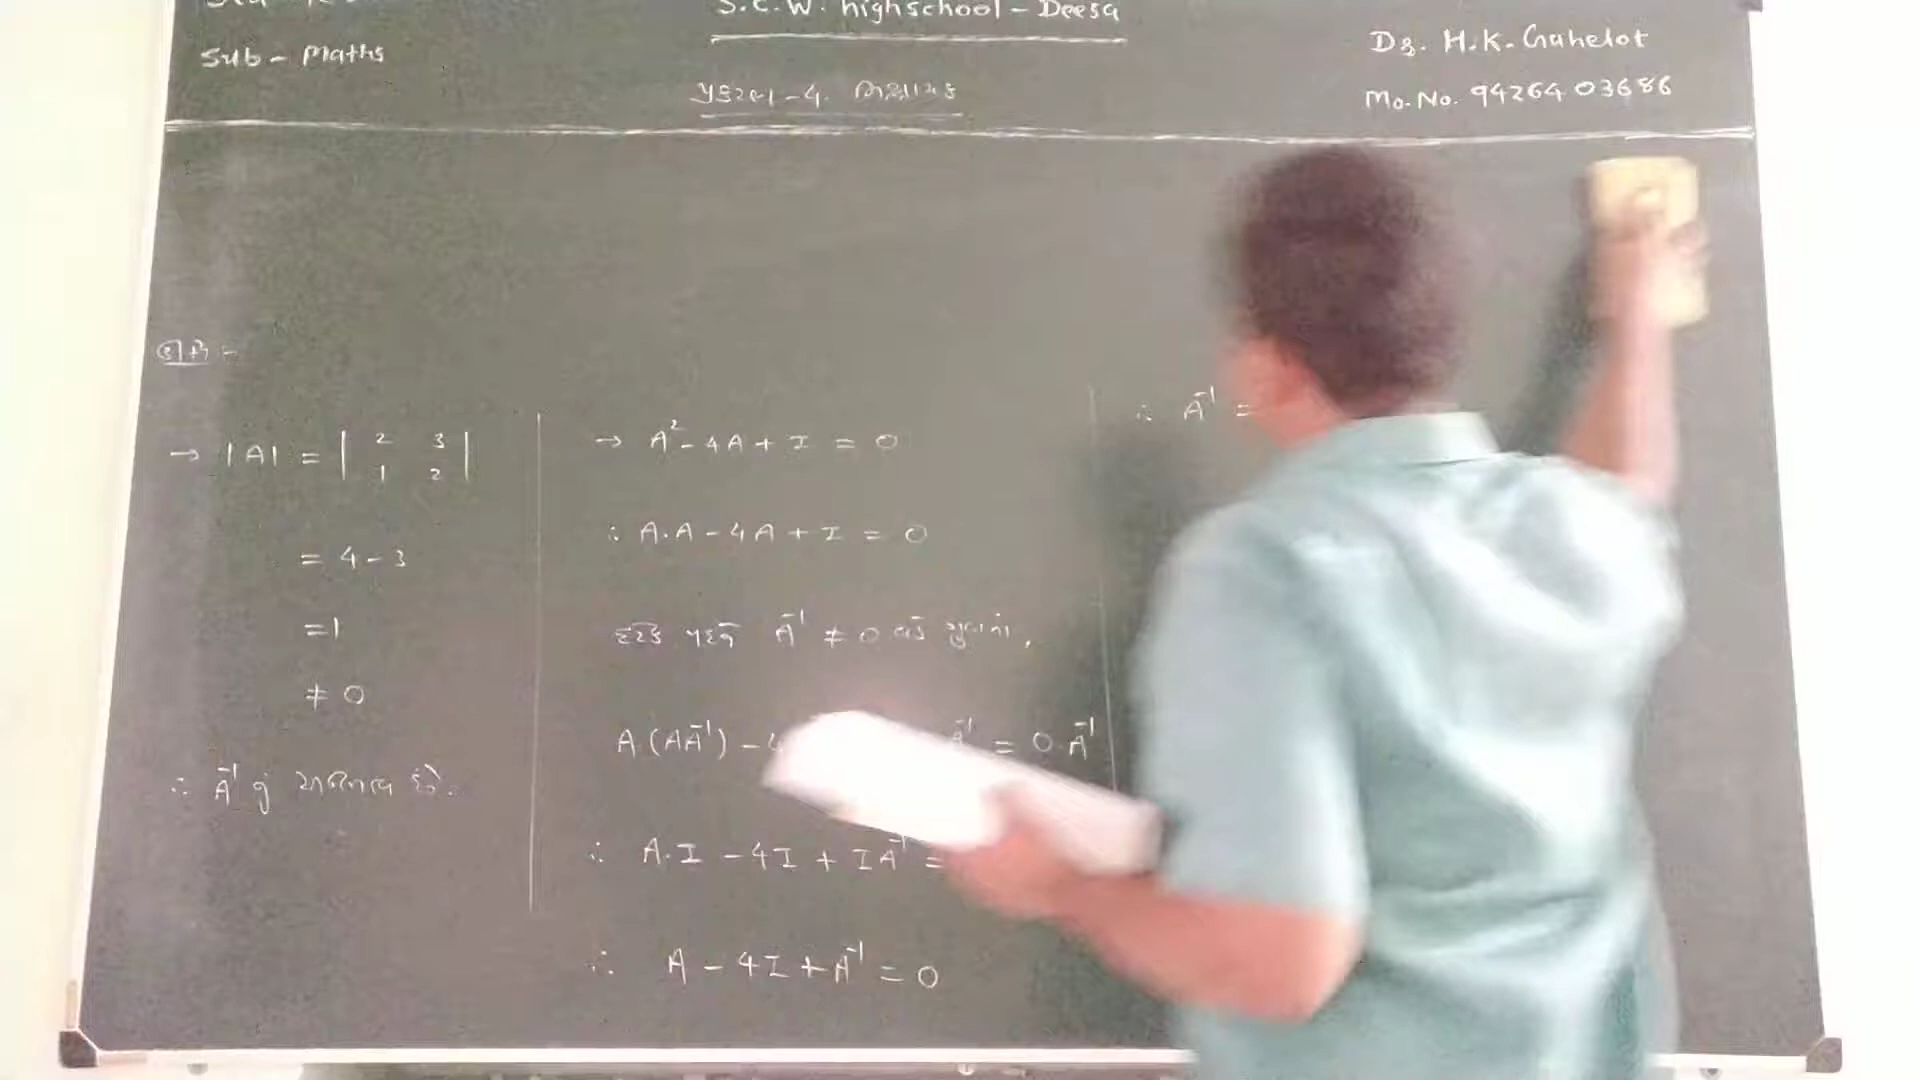 Sub - Maths
S.C.W. highschool - Deesa
પ્રકરણ - 4. નિશ્ચાયક
Dr. H.K. Gahelot
Mo. No. 94264 03686
→ |A| = | 2 3 |
| 1 2 |
= 4 - 3
= 1
≠ 0
∴ A⁻¹ નું અસ્તિત્વ છે.
→ A² - 4A + I = 0
∴ A.A - 4A + I = 0
દરેક પદને A⁻¹ ≠ 0 વડે ગુણતાં,
A.(AA⁻¹) - 4 A⁻¹ = 0.A⁻¹
∴ A.I - 4I + IA⁻¹ =
∴ A - 4I + A⁻¹ = 0
∴ A⁻¹ =